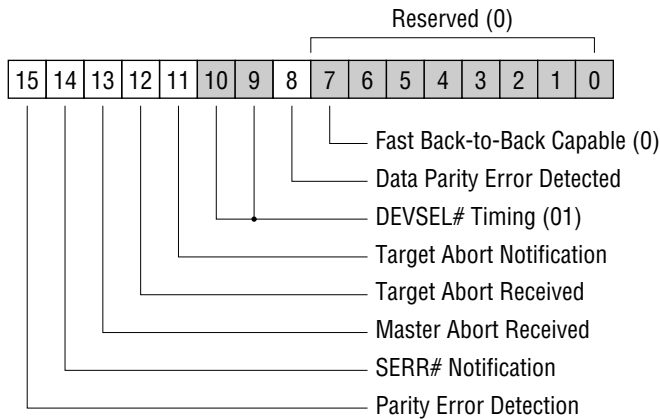 Reserved (0)
15 14 13 12 11 10 9 8 7 6 5 4 3 2 1 0
Fast Back-to-Back Capable (0)
Data Parity Error Detected
DEVSEL# Timing (01)
Target Abort Notification
Target Abort Received
Master Abort Received
SERR# Notification
Parity Error Detection